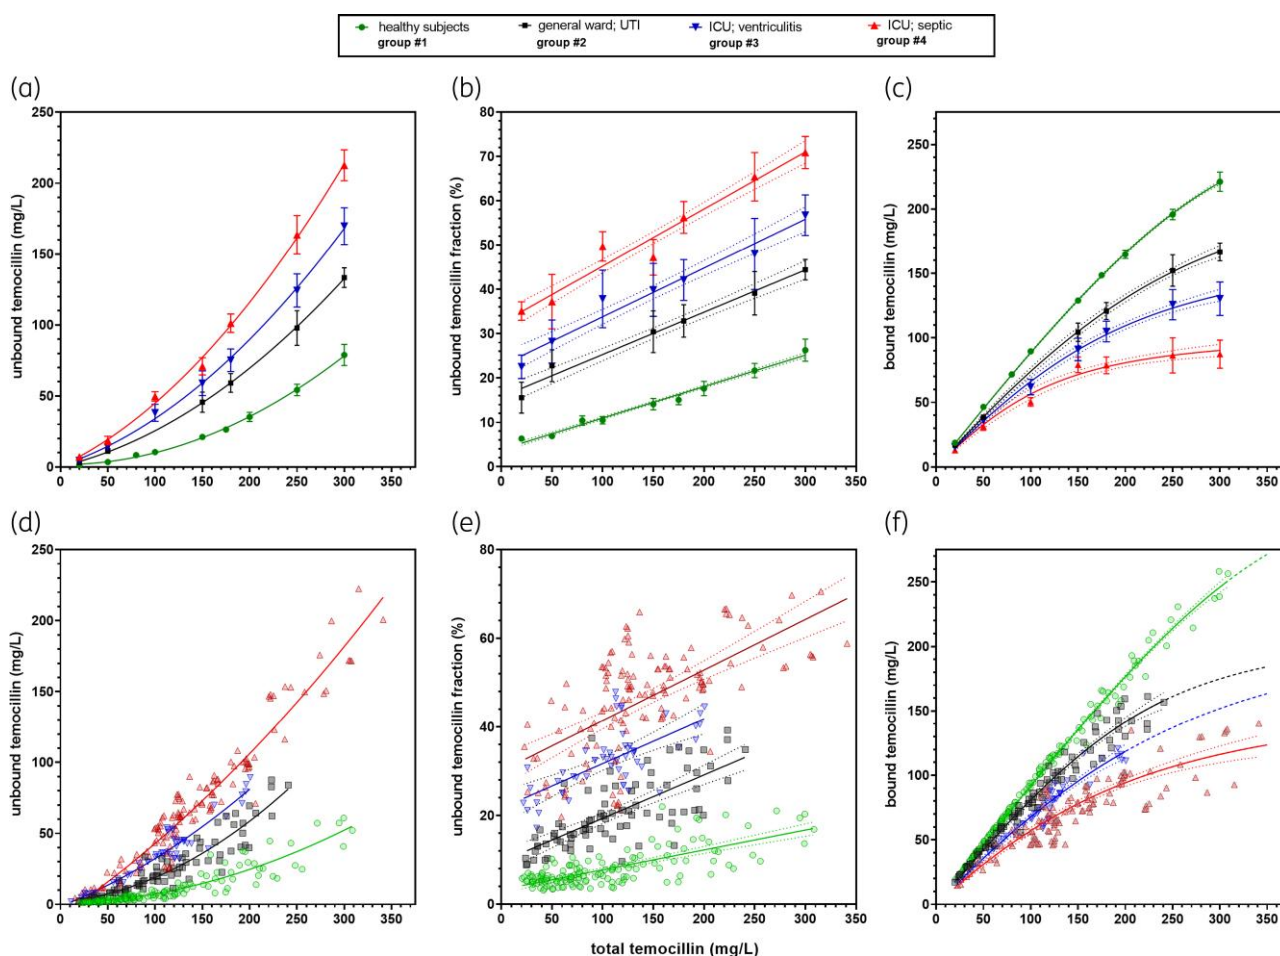 healthy subjects
group #1
general ward; UTI
group #2
ICU; ventriculitis
group #3
ICU; septic
group #4
(a)
unbound temocillin (mg/L)
250
200
150
100
50
0
0 50 100 150 200 250 300 350
(b)
unbound temocillin fraction (%)
80
70
60
50
40
30
20
10
0
0 50 100 150 200 250 300 350
(c)
bound temocillin (mg/L)
250
200
150
100
50
0
0 50 100 150 200 250 300 350
(d)
unbound temocillin (mg/L)
250
200
150
100
50
0
0 50 100 150 200 250 300 350
(e)
unbound temocillin fraction (%)
80
60
40
20
0
0 50 100 150 200 250 300 350
total temocillin (mg/L)
(f)
bound temocillin (mg/L)
250
200
150
100
50
0
0 50 100 150 200 250 300 350